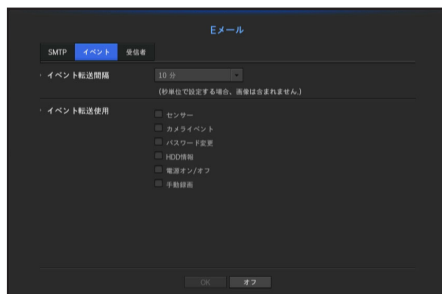 Eメール
SMTP イベント 受信者
イベント転送間隔 10 分
(秒単位で設定する場合、画像は含まれません。)
イベント転送使用 センサー
カメライベント
パスワード変更
HDD情報
電源オン/オフ
手動録画
OK オフ